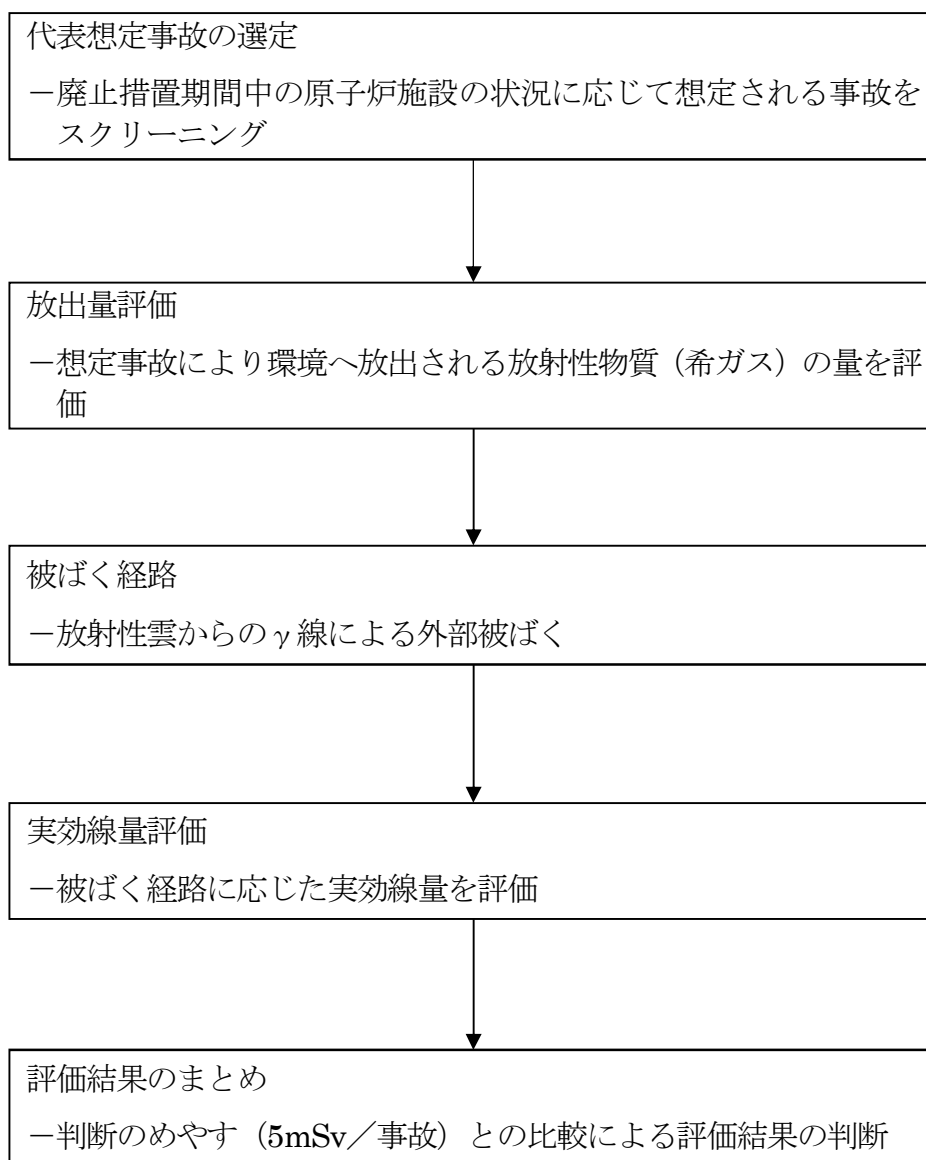 代表想定事故の選定
－廃止措置期間中の原子炉施設の状況に応じて想定される事故を
スクリーニング
放出量評価
－想定事故により環境へ放出される放射性物質（希ガス）の量を評
価
被ばく経路
－放射性雲からのγ線による外部被ばく
実効線量評価
－被ばく経路に応じた実効線量を評価
評価結果のまとめ
－判断のめやす（5mSv／事故）との比較による評価結果の判断